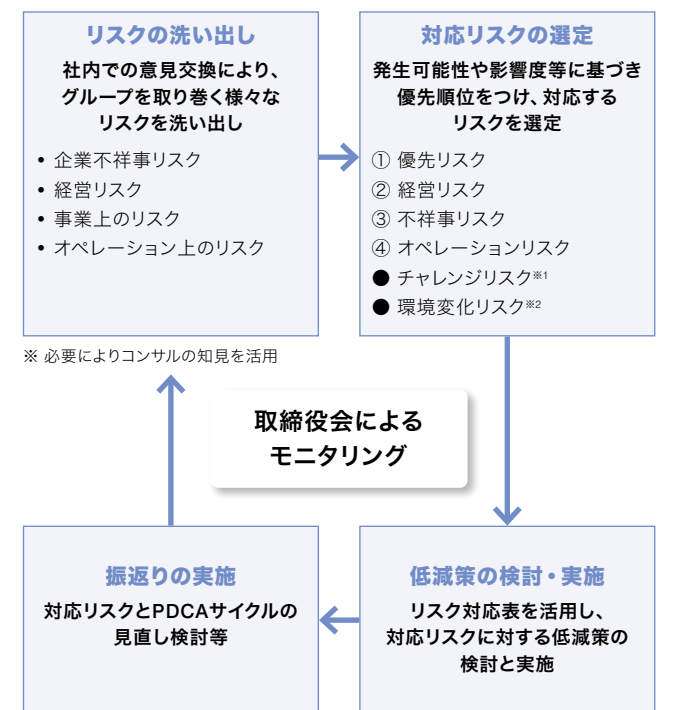 リスクの洗い出し
社内での意見交換により、
グループを取り巻く様々な
リスクを洗い出し
• 企業不祥事リスク
• 経営リスク
• 事業上のリスク
• オペレーション上のリスク
※ 必要によりコンサルの知見を活用
対応リスクの選定
発生可能性や影響度等に基づき
優先順位をつけ、対応する
リスクを選定
① 優先リスク
② 経営リスク
③ 不祥事リスク
④ オペレーションリスク
● チャレンジリスク※1
● 環境変化リスク※2
取締役会による
モニタリング
低減策の検討・実施
リスク対応表を活用し、
対応リスクに対する低減策の
検討と実施
振返りの実施
対応リスクとPDCAサイクルの
見直し検討等